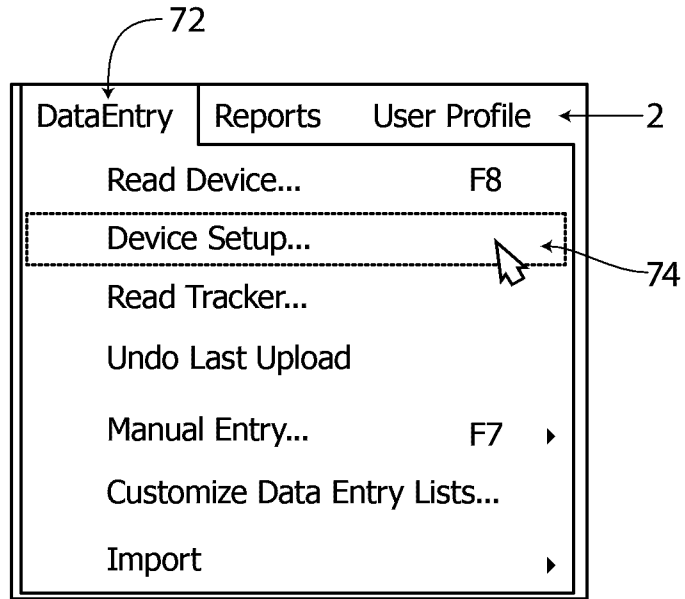 72
DataEntry Reports User Profile 2
Read Device... F8
Device Setup...
74
Read Tracker...
Undo Last Upload
Manual Entry... F7
Customize Data Entry Lists...
Import